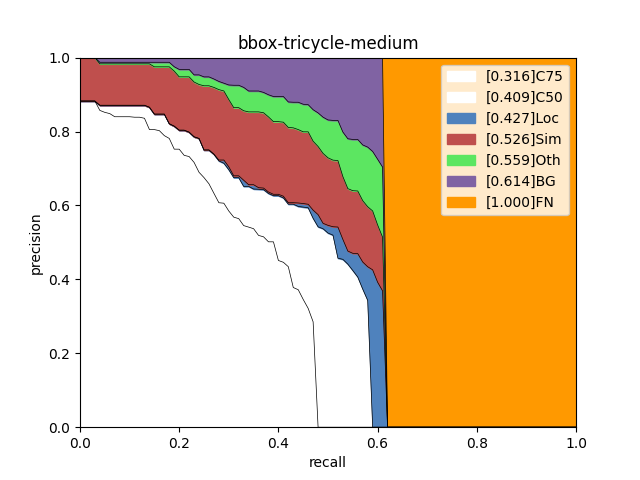 bbox-tricycle-medium
1.0
0.8
0.6
0.4
0.2
0.0
precision
0.0 0.2 0.4 0.6 0.8 1.0
recall
[0.316]C75
[0.409]C50
[0.427]Loc
[0.526]Sim
[0.559]Oth
[0.614]BG
[1.000]FN